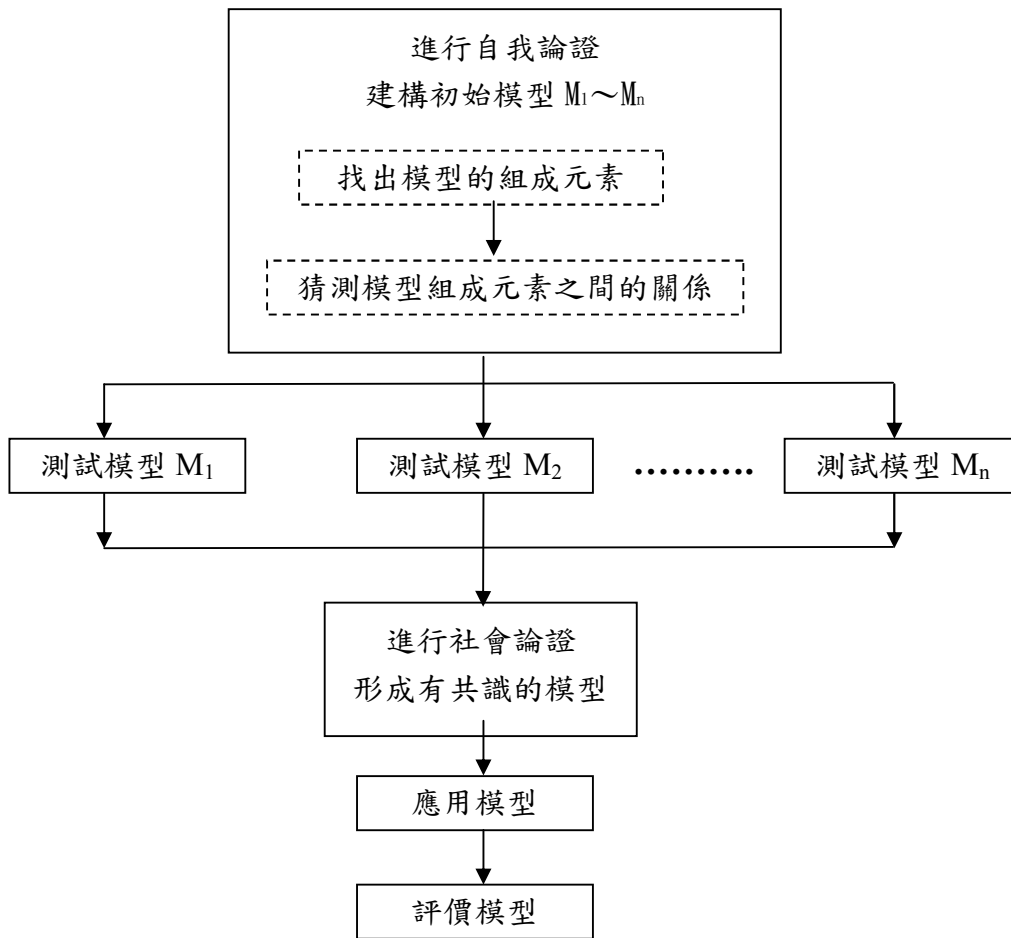 進行自我論證
建構初始模型 M₁～Mₙ
找出模型的組成元素
猜測模型組成元素之間的關係
測試模型 M₁
測試模型 M₂
..........
測試模型 Mₙ
進行社會論證
形成有共識的模型
應用模型
評價模型